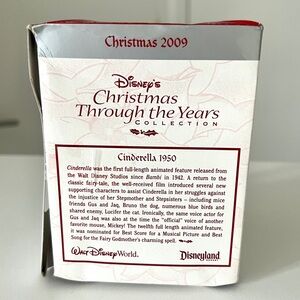 Christmas 2009
Disney's
Christmas
Through the Years
COLLECTION
Cinderella 1950
Cinderella was the first full-length animated feature released from
the Walt Disney Studios since Bambi in 1942. A return to the
classic fairy-tale, the well-received film introduced several new
supporting characters to assist Cinderella in her struggles against
the injustice of her Stepmother and Stepsisters - including mice
friends Gus and Jaq, Bruno the dog, numerous blue birds and
shared enemy, Lucifer the cat. Ironically, the same voice actor for
Gus and Jaq was also at the time the "official" voice of another
favorite mouse, Mickey! The twelfth full length animated feature,
it was nominated for Best Score for a Musical Picture and Best
Song for the Fairy Godmother's charming spell.
Walt Disney World.
Disneyland